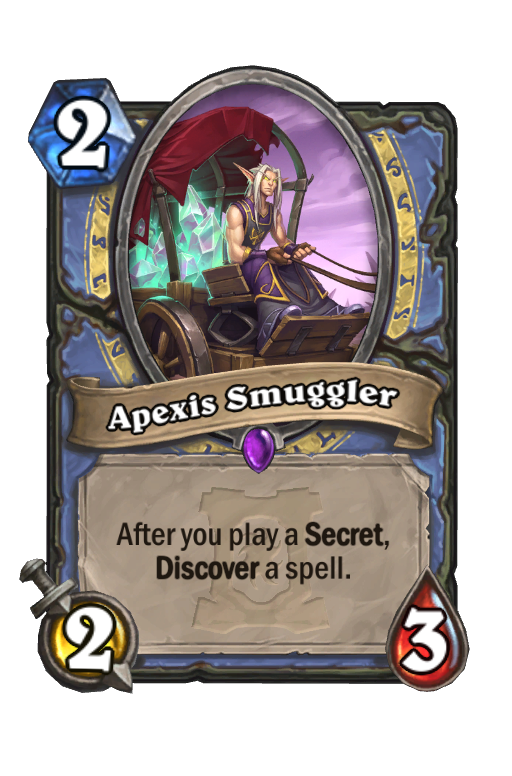 2
Apexis Smuggler
After you play a Secret,
Discover a spell.
2
3